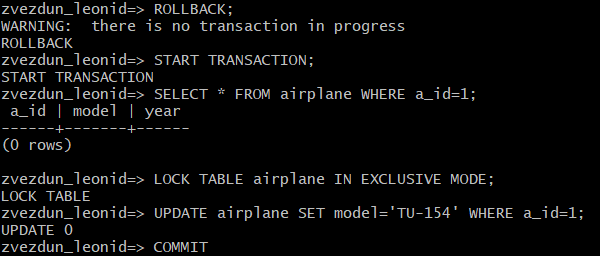 zvezdun_leonid=> ROLLBACK;
WARNING:  there is no transaction in progress
ROLLBACK
zvezdun_leonid=> START TRANSACTION;
START TRANSACTION
zvezdun_leonid=> SELECT * FROM airplane WHERE a_id=1;
 a_id | model | year
------+-------+------
(0 rows)

zvezdun_leonid=> LOCK TABLE airplane IN EXCLUSIVE MODE;
LOCK TABLE
zvezdun_leonid=> UPDATE airplane SET model='TU-154' WHERE a_id=1;
UPDATE 0
zvezdun_leonid=> COMMIT